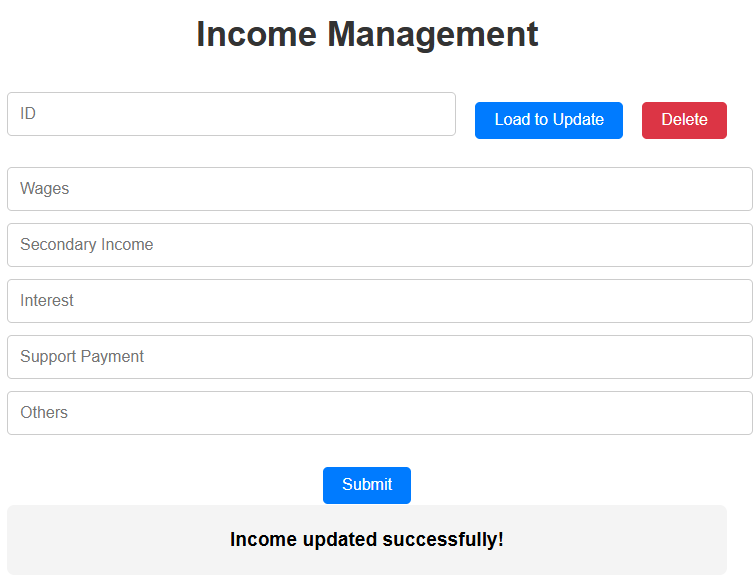 Income Management
ID
Load to Update
Delete
Wages
Secondary Income
Interest
Support Payment
Others
Submit
Income updated successfully!